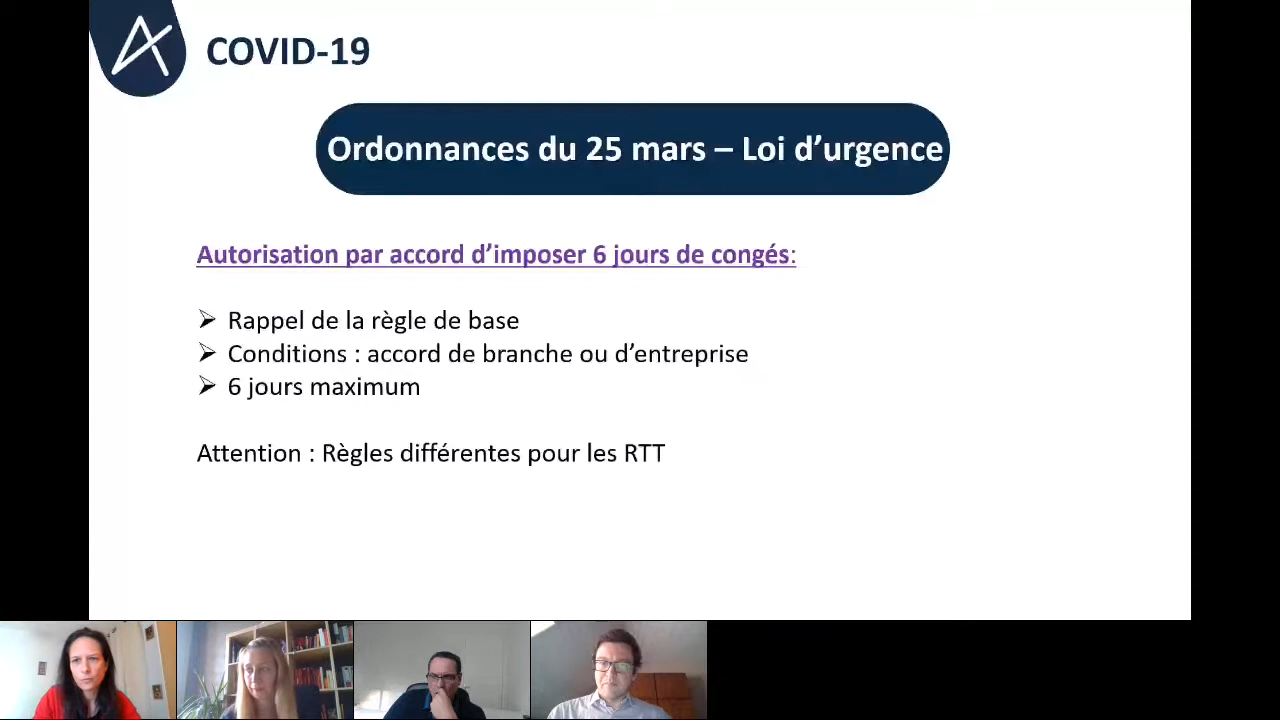 COVID-19
Ordonnances du 25 mars – Loi d’urgence
Autorisation par accord d’imposer 6 jours de congés:
➢ Rappel de la règle de base
➢ Conditions : accord de branche ou d’entreprise
➢ 6 jours maximum
Attention : Règles différentes pour les RTT